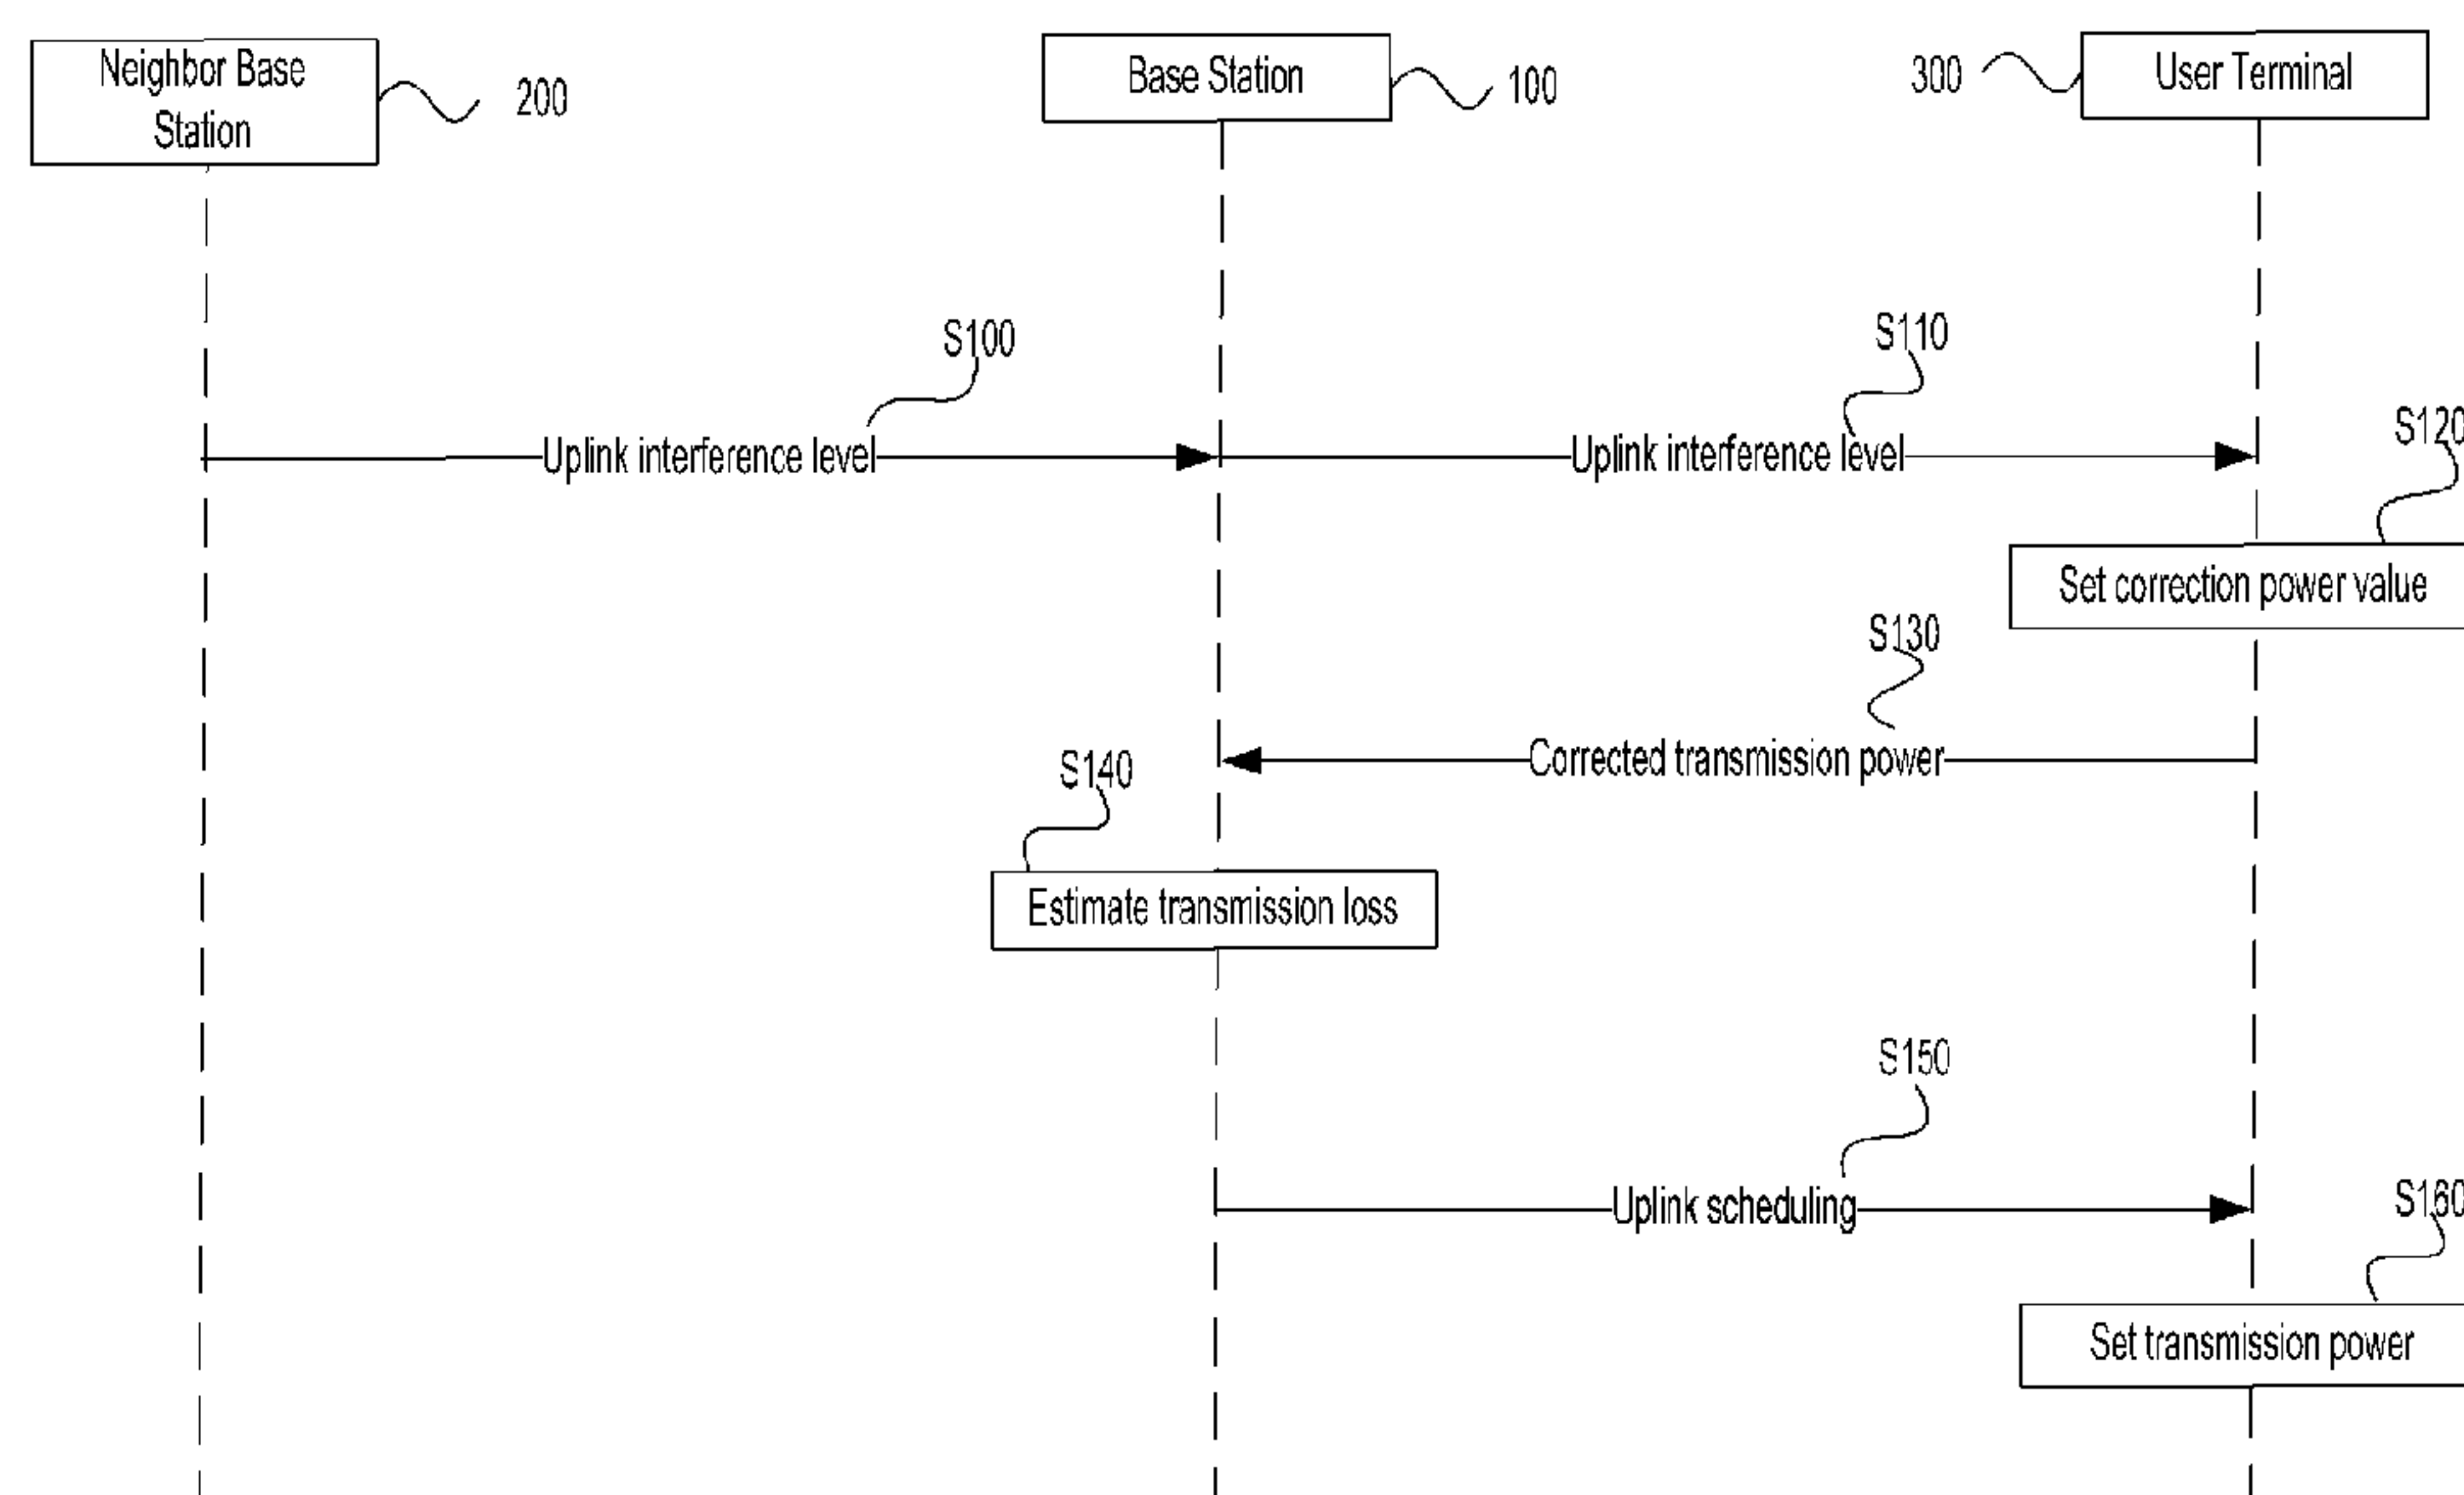 Neighbor Base
Station
200
Base Station
100
300
User Terminal
S100
S110
Uplink interference level
Uplink interference level
S120
Set correction power value
S130
Corrected transmission power
S140
Estimate transmission loss
S150
Uplink scheduling
S160
Set transmission power